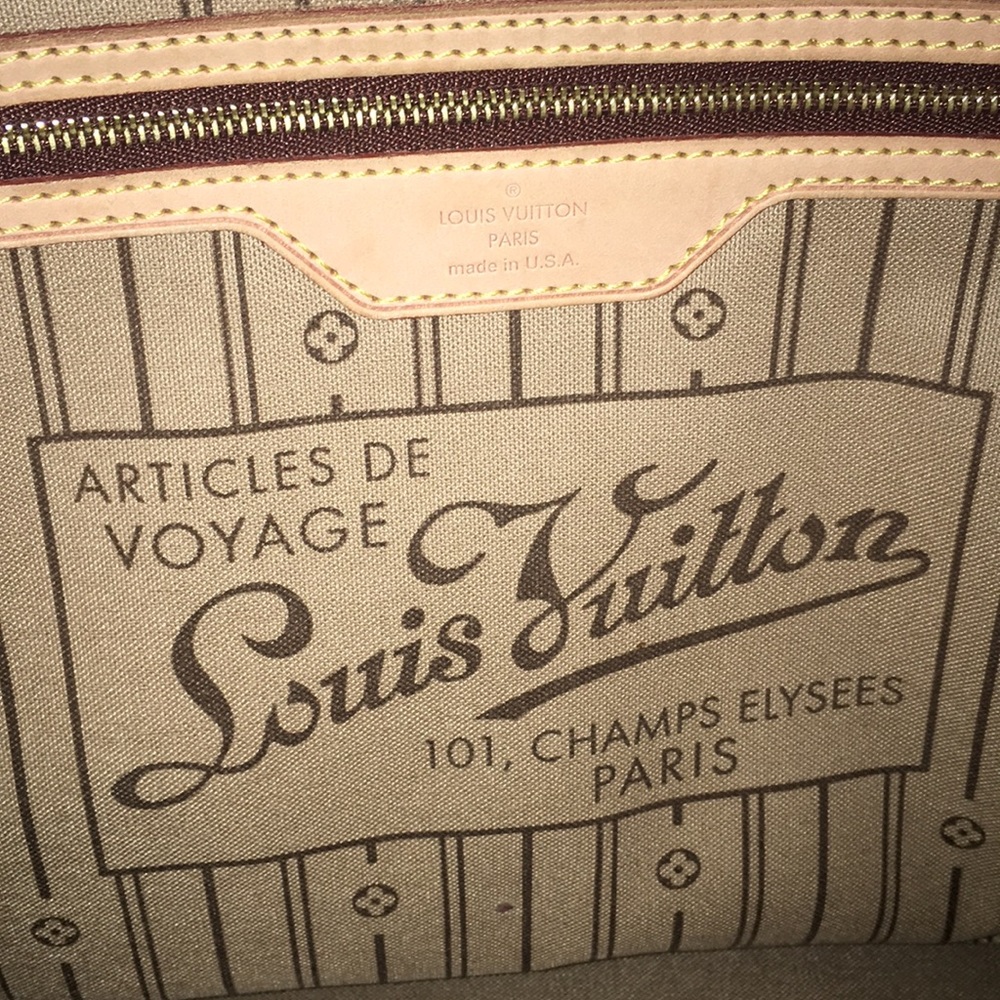 ®
LOUIS VUITTON
PARIS
made in U.S.A.
ARTICLES DE
VOYAGE
Louis Vuitton
101, CHAMPS ELYSEES
PARIS